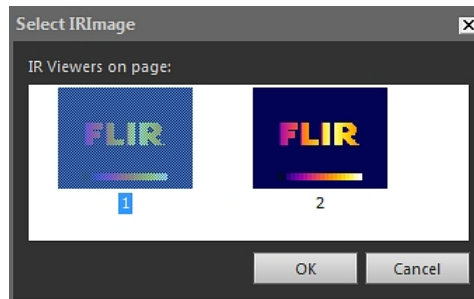 Select IRImage
IR Viewers on page:
FLIR FLIR
1 2
OK Cancel